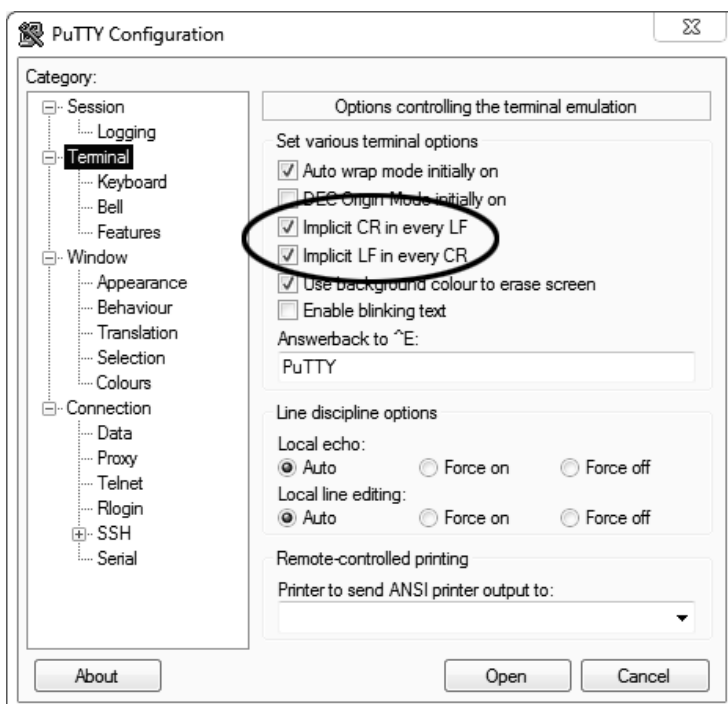 PuTTY Configuration
Category:
Session
Logging
Terminal
Keyboard
Bell
Features
Window
Appearance
Behaviour
Translation
Selection
Colours
Connection
Data
Proxy
Telnet
Rlogin
SSH
Serial
Options controlling the terminal emulation
Set various terminal options
Auto wrap mode initially on
DEC Origin Mode initially on
Implicit CR in every LF
Implicit LF in every CR
Use background colour to erase screen
Enable blinking text
Answerback to ^E:
PuTTY
Line discipline options
Local echo:
Auto Force on Force off
Local line editing:
Auto Force on Force off
Remote-controlled printing
Printer to send ANSI printer output to:
About Open Cancel